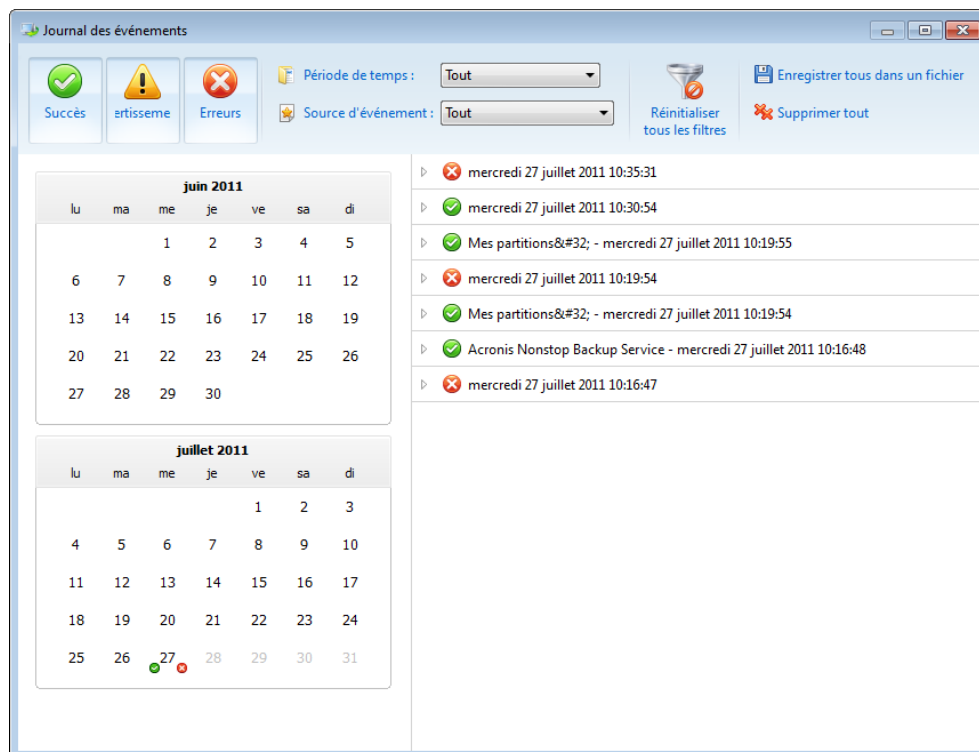 Journal des événements
Succès
ertisseme
Erreurs
Période de temps :
Tout
Source d'événement :
Tout
Réinitialiser
tous les filtres
Enregistrer tous dans un fichier
Supprimer tout
juin 2011
lu ma me je ve sa di
1 2 3 4 5
6 7 8 9 10 11 12
13 14 15 16 17 18 19
20 21 22 23 24 25 26
27 28 29 30
juillet 2011
lu ma me je ve sa di
1 2 3
4 5 6 7 8 9 10
11 12 13 14 15 16 17
18 19 20 21 22 23 24
25 26 27 28 29 30 31
mercredi 27 juillet 2011 10:35:31
mercredi 27 juillet 2011 10:30:54
Mes partitions&#32; - mercredi 27 juillet 2011 10:19:55
mercredi 27 juillet 2011 10:19:54
Mes partitions&#32; - mercredi 27 juillet 2011 10:19:54
Acronis Nonstop Backup Service - mercredi 27 juillet 2011 10:16:48
mercredi 27 juillet 2011 10:16:47